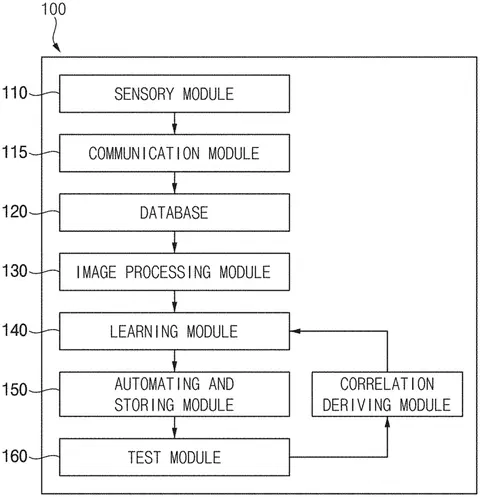 100
110
SENSORY MODULE
115
COMMUNICATION MODULE
120
DATABASE
130
IMAGE PROCESSING MODULE
140
LEARNING MODULE
150
AUTOMATING AND
STORING MODULE
CORRELATION
DERIVING MODULE
160
TEST MODULE